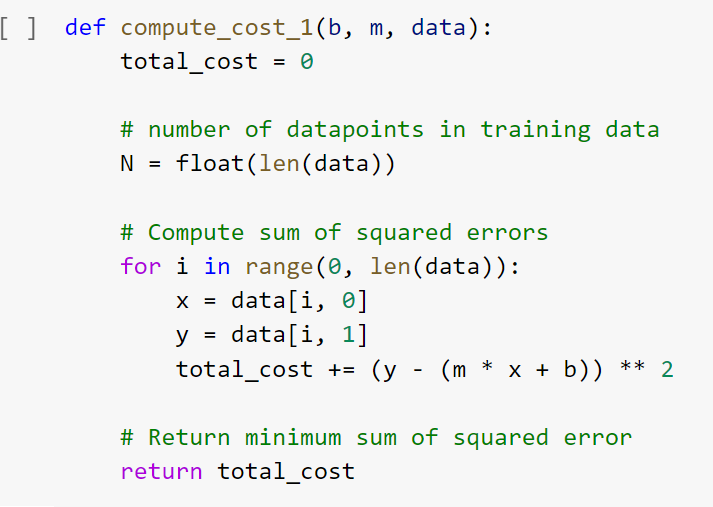 [ ] def compute_cost_1(b, m, data):
total_cost = 0
# number of datapoints in training data
N = float(len(data))
# Compute sum of squared errors
for i in range(0, len(data)):
x = data[i, 0]
y = data[i, 1]
total_cost += (y - (m * x + b)) ** 2
# Return minimum sum of squared error
return total_cost